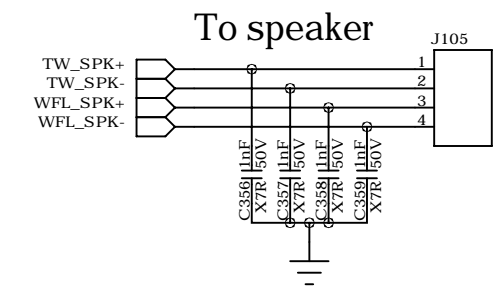 To speaker
J105
TW_SPK+
1
TW_SPK-
2
WFL_SPK+
3
WFL_SPK-
4
C356 1nF
X7R 50V
C357 1nF
X7R 50V
C358 1nF
X7R 50V
C359 1nF
X7R 50V